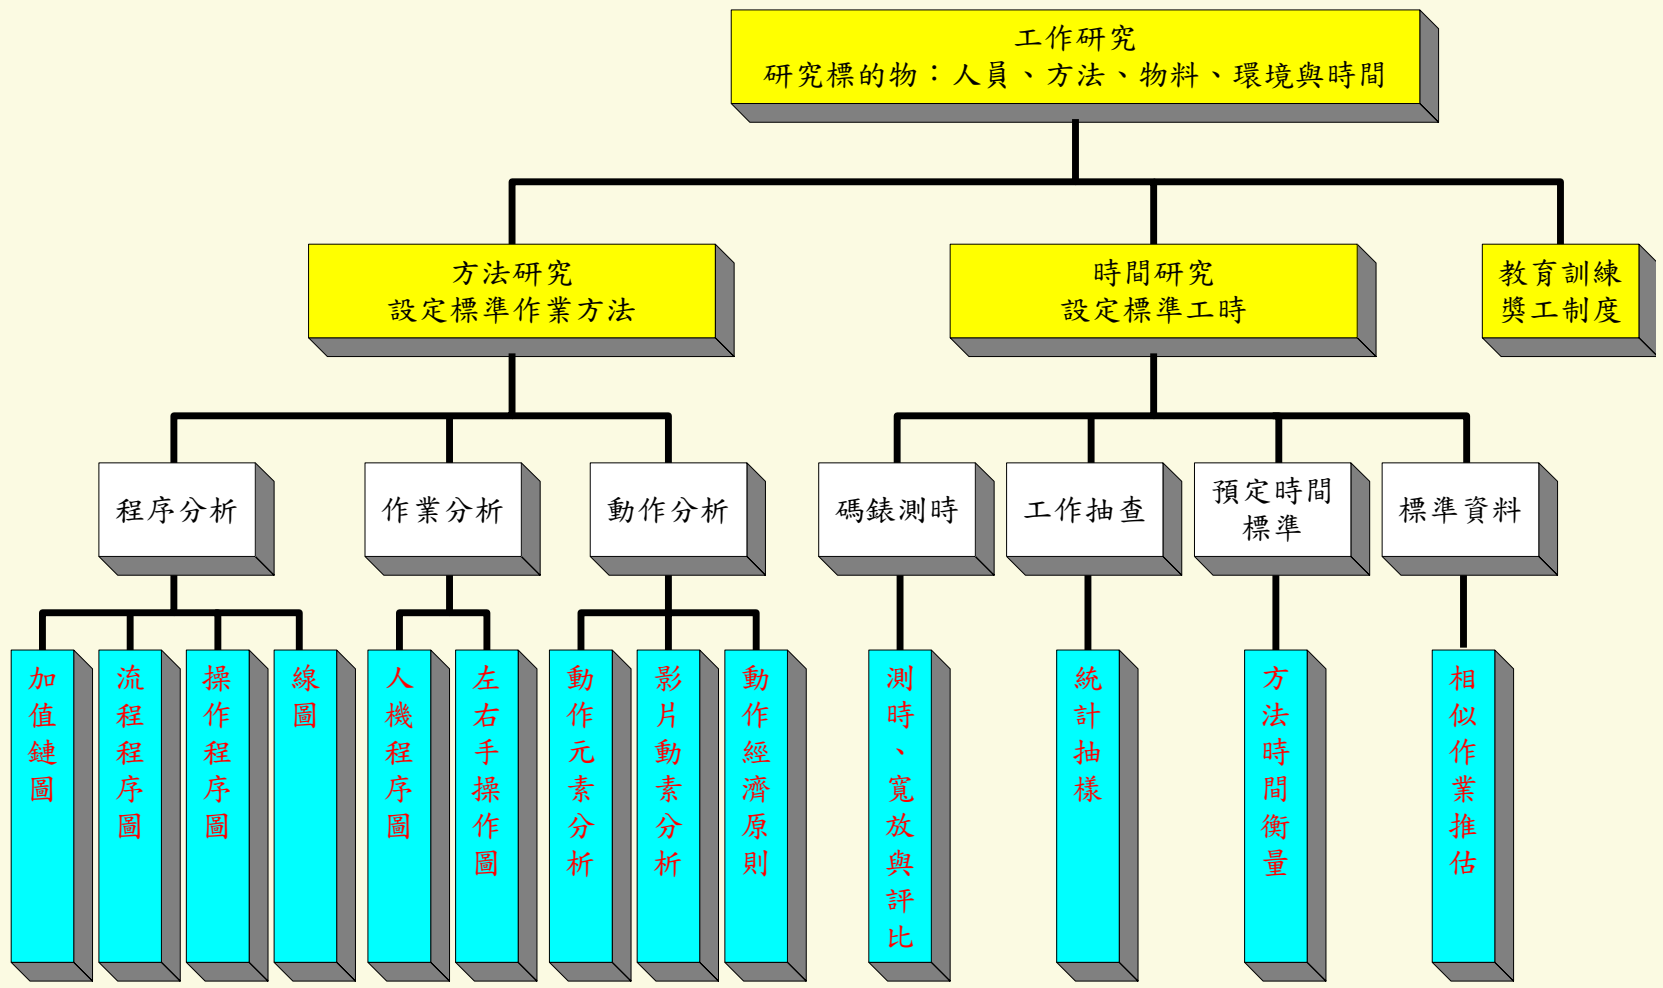 工作研究
研究標的物：人員、方法、物料、環境與時間
方法研究
設定標準作業方法
時間研究
設定標準工時
教育訓練
獎工制度
程序分析
作業分析
動作分析
碼錶測時
工作抽查
預定時間
標準
標準資料
加值鏈圖
流程程序圖
操作程序圖
線圖
人機程序圖
左右手操作圖
動作元素分析
影片動素分析
動作經濟原則
測時、寬放與評比
統計抽樣
方法時間衡量
相似作業推估